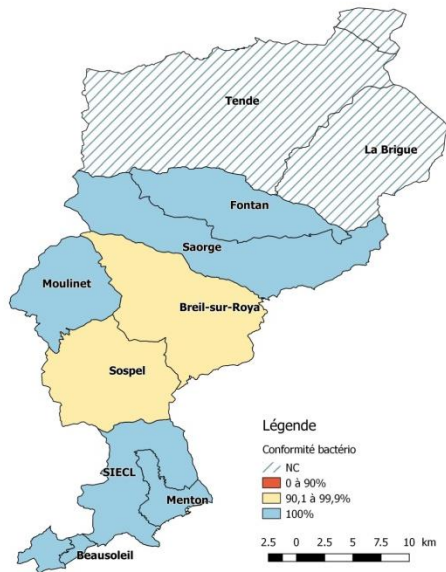 Tende
La Brigue
Fontan
Saorge
Moulinet
Breil-sur-Roya
Sospel
SIECL
Menton
Beausoleil
Légende
Conformité bactério
NC
0 à 90%
90,1 à 99,9%
100%
2.5 0 2.5 5 7.5 10 km